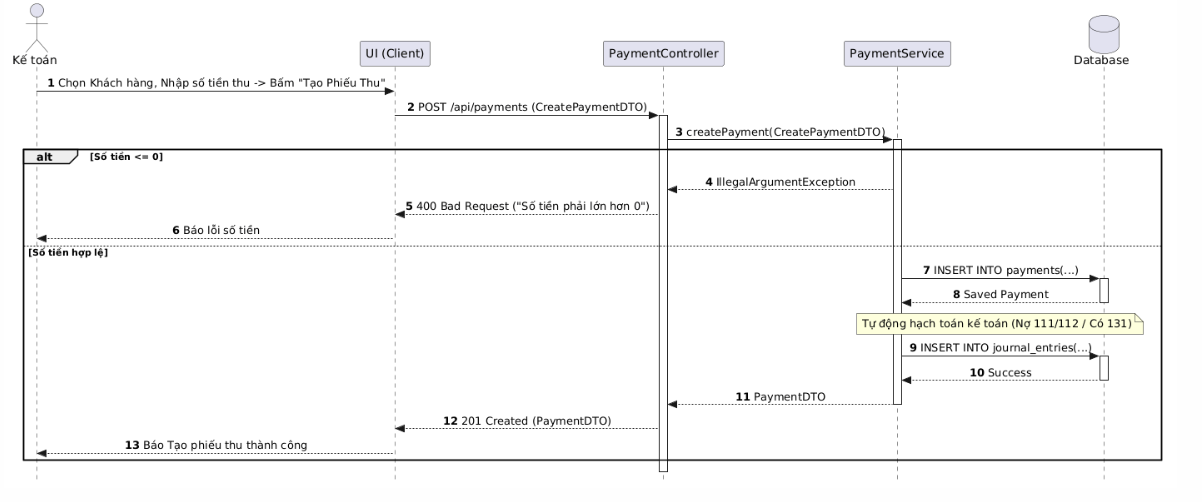 Kế toán
UI (Client)
PaymentController
PaymentService
Database
1 Chọn Khách hàng, Nhập số tiền thu -> Bấm "Tạo Phiếu Thu"
2 POST /api/payments (CreatePaymentDTO)
3 createPayment(CreatePaymentDTO)
alt [Số tiền <= 0]
4 IllegalArgumentException
5 400 Bad Request ("Số tiền phải lớn hơn 0")
6 Báo lỗi số tiền
[Số tiền hợp lệ]
7 INSERT INTO payments(...)
8 Saved Payment
Tự động hạch toán kế toán (Nợ 111/112 / Có 131)
9 INSERT INTO journal_entries(...)
10 Success
11 PaymentDTO
12 201 Created (PaymentDTO)
13 Báo Tạo phiếu thu thành công